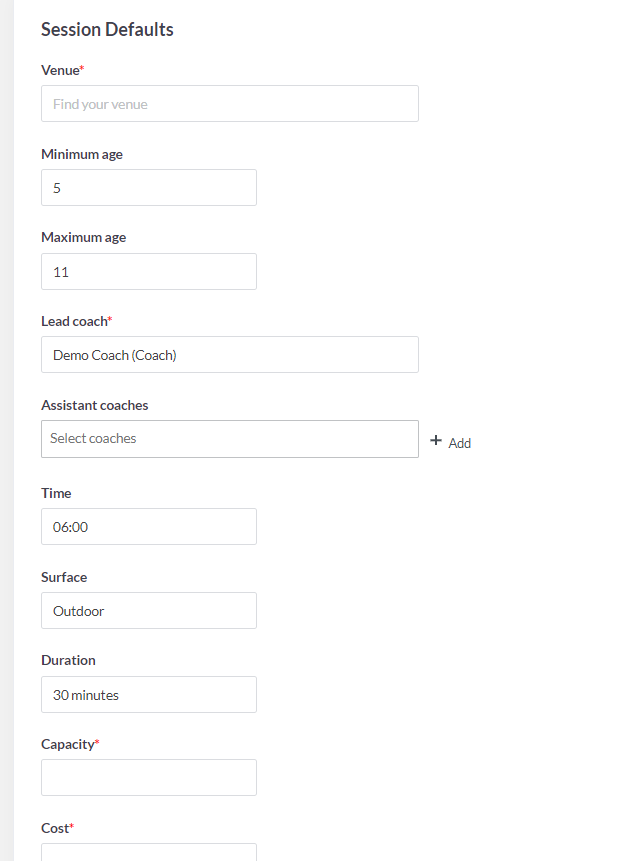 Session Defaults
Venue*
Find your venue
Minimum age
5
Maximum age
11
Lead coach*
Demo Coach (Coach)
Assistant coaches
Select coaches + Add
Time
06:00
Surface
Outdoor
Duration
30 minutes
Capacity*
Cost*